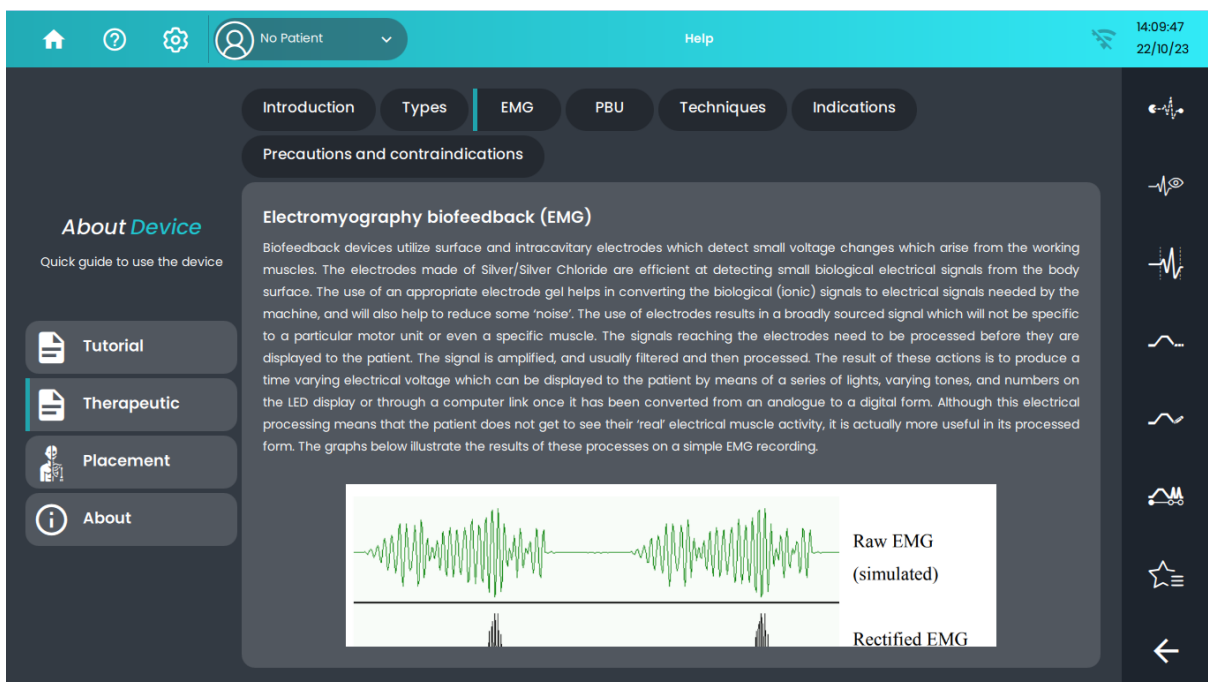 No Patient
Help
14:09:47
22/10/23
Introduction
Types
EMG
PBU
Techniques
Indications
Precautions and contraindications
About Device
Quick guide to use the device
Tutorial
Therapeutic
Placement
About
Electromyography biofeedback (EMG)
Biofeedback devices utilize surface and intracavitary electrodes which detect small voltage changes which arise from the working
muscles. The electrodes made of Silver/Silver Chloride are efficient at detecting small biological electrical signals from the body
surface. The use of an appropriate electrode gel helps in converting the biological (ionic) signals to electrical signals needed by the
machine, and will also help to reduce some ‘noise’. The use of electrodes results in a broadly sourced signal which will not be specific
to a particular motor unit or even a specific muscle. The signals reaching the electrodes need to be processed before they are
displayed to the patient. The signal is amplified, and usually filtered and then processed. The result of these actions is to produce a
time varying electrical voltage which can be displayed to the patient by means of a series of lights, varying tones, and numbers on
the LED display or through a computer link once it has been converted from an analogue to a digital form. Although this electrical
processing means that the patient does not get to see their ‘real’ electrical muscle activity, it is actually more useful in its processed
form. The graphs below illustrate the results of these processes on a simple EMG recording.
Raw EMG
(simulated)
Rectified EMG